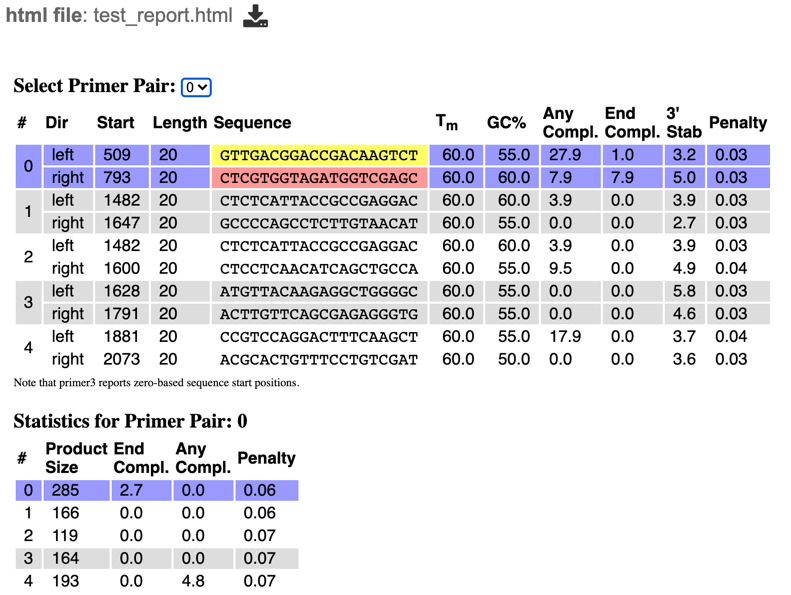 html file: test_report.html
Select Primer Pair: 0
# Dir Start Length Sequence Tm GC% Any Compl. End Compl. 3' Stab Penalty
0 left 509 20 GTTGACGGACCGACAAGTCT 60.0 55.0 27.9 1.0 3.2 0.03
right 793 20 CTCGTGGTAGATGGTCGAGC 60.0 60.0 7.9 7.9 5.0 0.03
1 left 1482 20 CTCTCATTACCGCCGAGGAC 60.0 60.0 3.9 0.0 3.9 0.03
right 1647 20 GCCCCAGCCTCTTGTAACAT 60.0 55.0 0.0 0.0 2.7 0.03
2 left 1482 20 CTCTCATTACCGCCGAGGAC 60.0 60.0 3.9 0.0 3.9 0.03
right 1600 20 CTCCTCAACATCAGCTGCCA 60.0 55.0 9.5 0.0 4.9 0.04
3 left 1628 20 ATGTTACAAGAGGCTGGGGC 60.0 55.0 0.0 0.0 5.8 0.03
right 1791 20 ACTTGTTCAGCGAGAGGGTG 60.0 55.0 0.0 0.0 4.6 0.03
4 left 1881 20 CCGTCCAGGACTTTCAAGCT 60.0 55.0 17.9 0.0 3.7 0.04
right 2073 20 ACGCACTGTTTCCTGTCGAT 60.0 50.0 0.0 0.0 3.6 0.03
Note that primer3 reports zero-based sequence start positions.
Statistics for Primer Pair: 0
# Product Size End Compl. Any Compl. Penalty
0 285 2.7 0.0 0.06
1 166 0.0 0.0 0.06
2 119 0.0 0.0 0.07
3 164 0.0 0.0 0.07
4 193 0.0 4.8 0.07